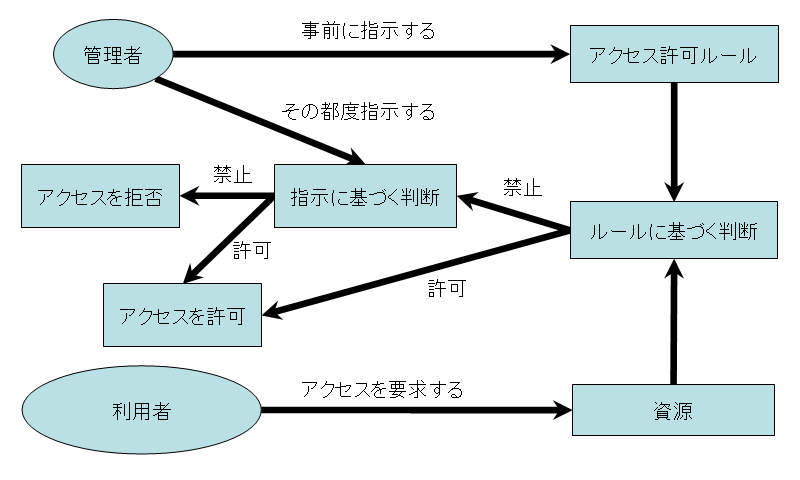 事前に指示する
管理者
アクセス許可ルール
その都度指示する
禁止
アクセスを拒否
指示に基づく判断
禁止
ルールに基づく判断
許可
許可
アクセスを許可
アクセスを要求する
利用者
資源